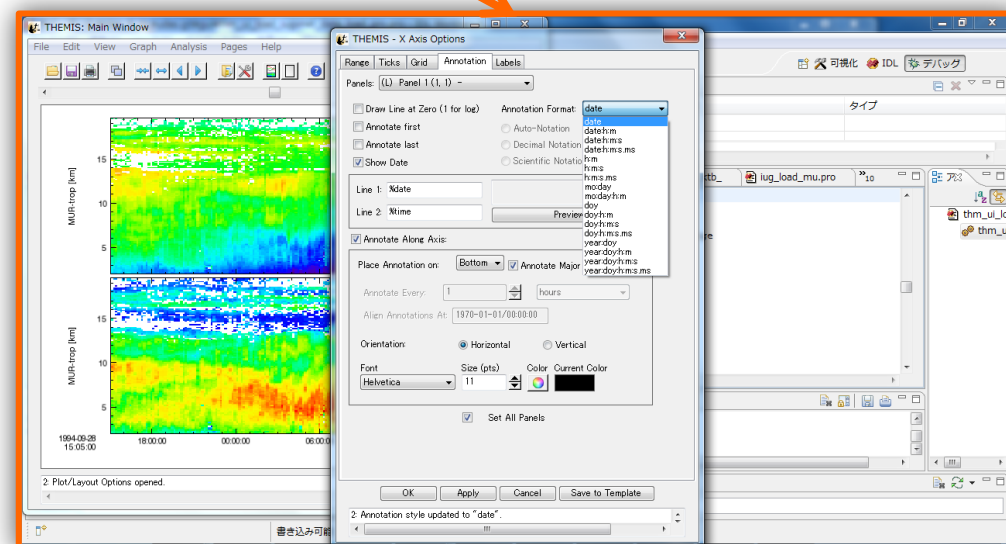 THEMIS: Main Window
File Edit View Graph Analysis Pages Help
MUR-trop [km]
15
10
5
MUR-trop [km]
15
10
5
1994-09-28
15:05:00
18:00:00
00:00:00
06:00:0
2: Plot/Layout Options opened.
書き込み可能
THEMIS - X Axis Options
Range Ticks Grid Annotation Labels
Panels: (L) Panel 1 (1, 1) -
Draw Line at Zero (1 for log)
Annotation Format: date
Annotate first
Auto-Notation
Annotate last
Decimal Notation
Show Date
Scientific Notatio
date
date:h:m
date:h:m:s
date:h:m:s.ms
h:m
h:m:s
h:m:s.ms
mo:day
mo:day:h:m
doy
doy:h:m
doy:h:m:s
doy:h:m:s.ms
year:doy
year:doy:h:m
year:doy:h:m:s
year:doy:h:m:s.ms
Line 1: %date
Line 2: %time
Preview
Annotate Along Axis:
Place Annotation on: Bottom Annotate Major
Annotate Every: 1 hours
Align Annotations At: 1970-01-01/00:00:00
Orientation: Horizontal Vertical
Font Size (pts) Color Current Color
Helvetica 11
Set All Panels
OK Apply Cancel Save to Template
2: Annotation style updated to "date".
可視化 IDL デバッグ
タイプ
tb_ iug_load_mu.pro »10
se
thm_ui_lo
thm_u